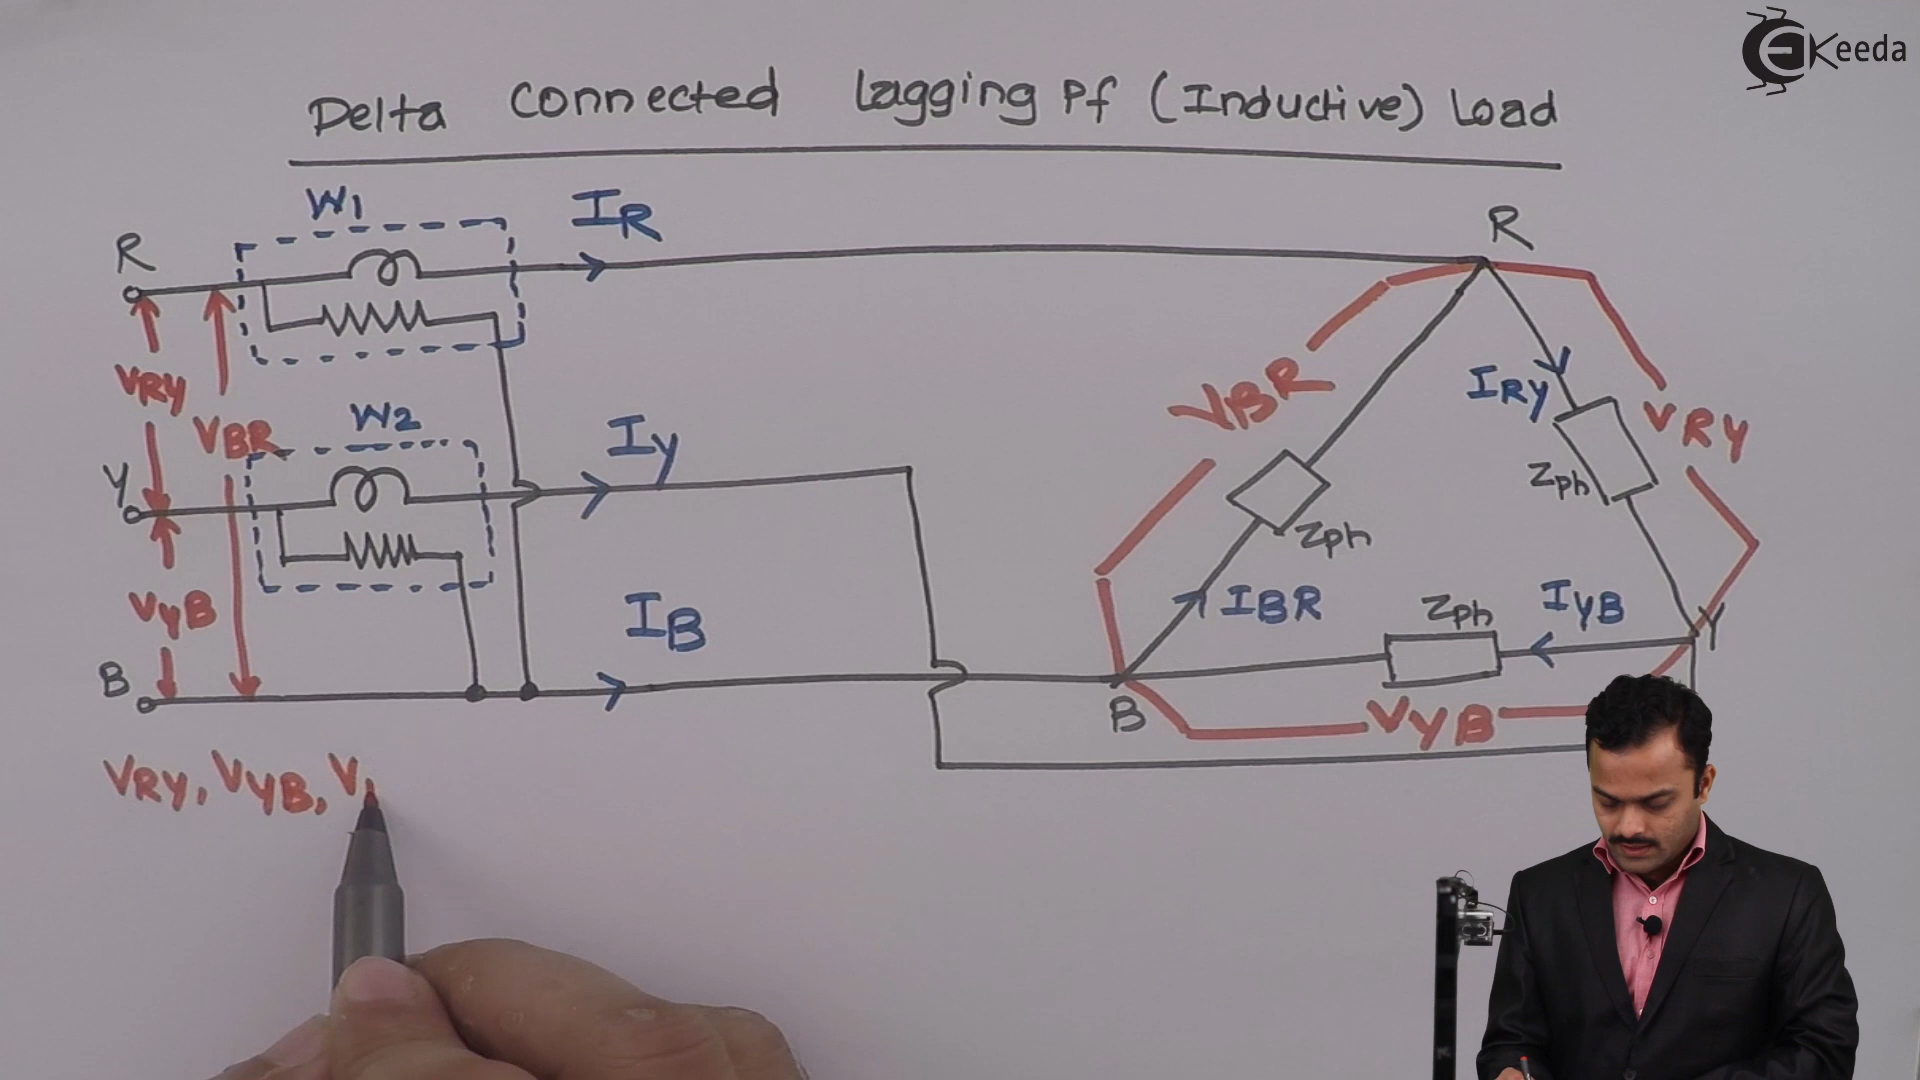 EKeeda
Delta connected lagging Pf (Inductive) Load
W1
IR
R
R
VRY
VBR
W2
IY
Y
VYB
B
IB
VBR
IRY
VRY
Zph
Zph
IBR
Zph
IYB
Y
B
VYB
VRY, VYB, V